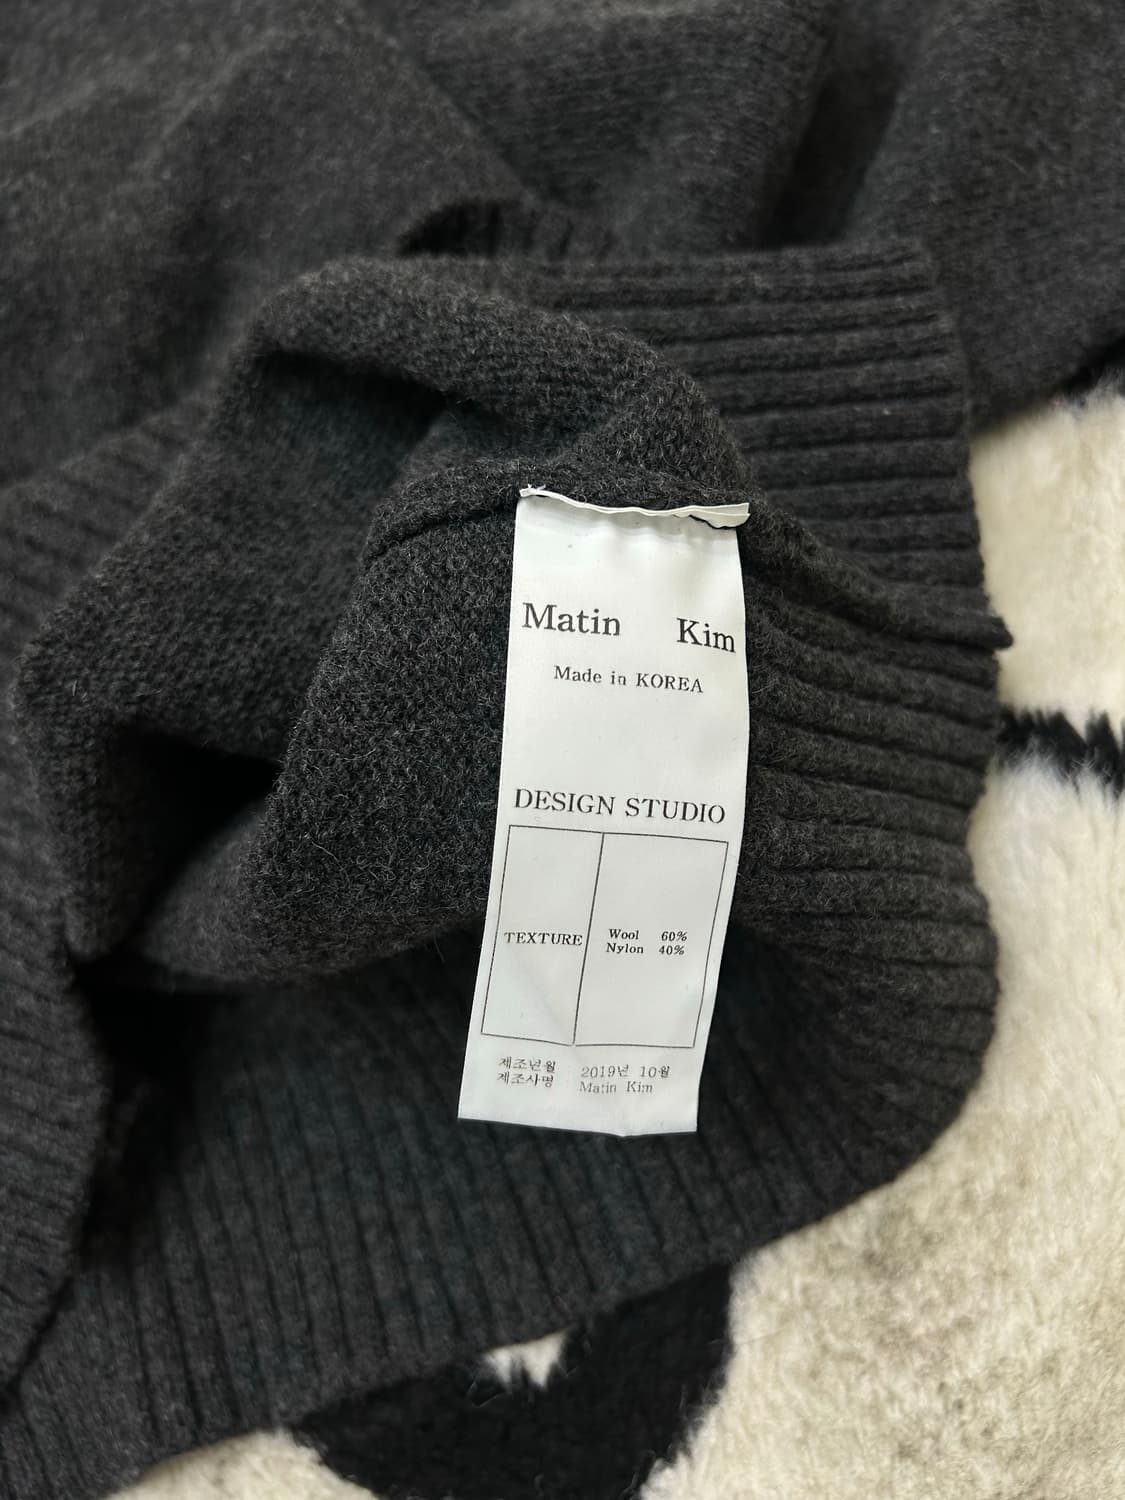 Matin Kim
Made in KOREA
DESIGN STUDIO
TEXTURE
Wool 60%
Nylon 40%
제조년월 2019년 10월
제조사명 Matin Kim